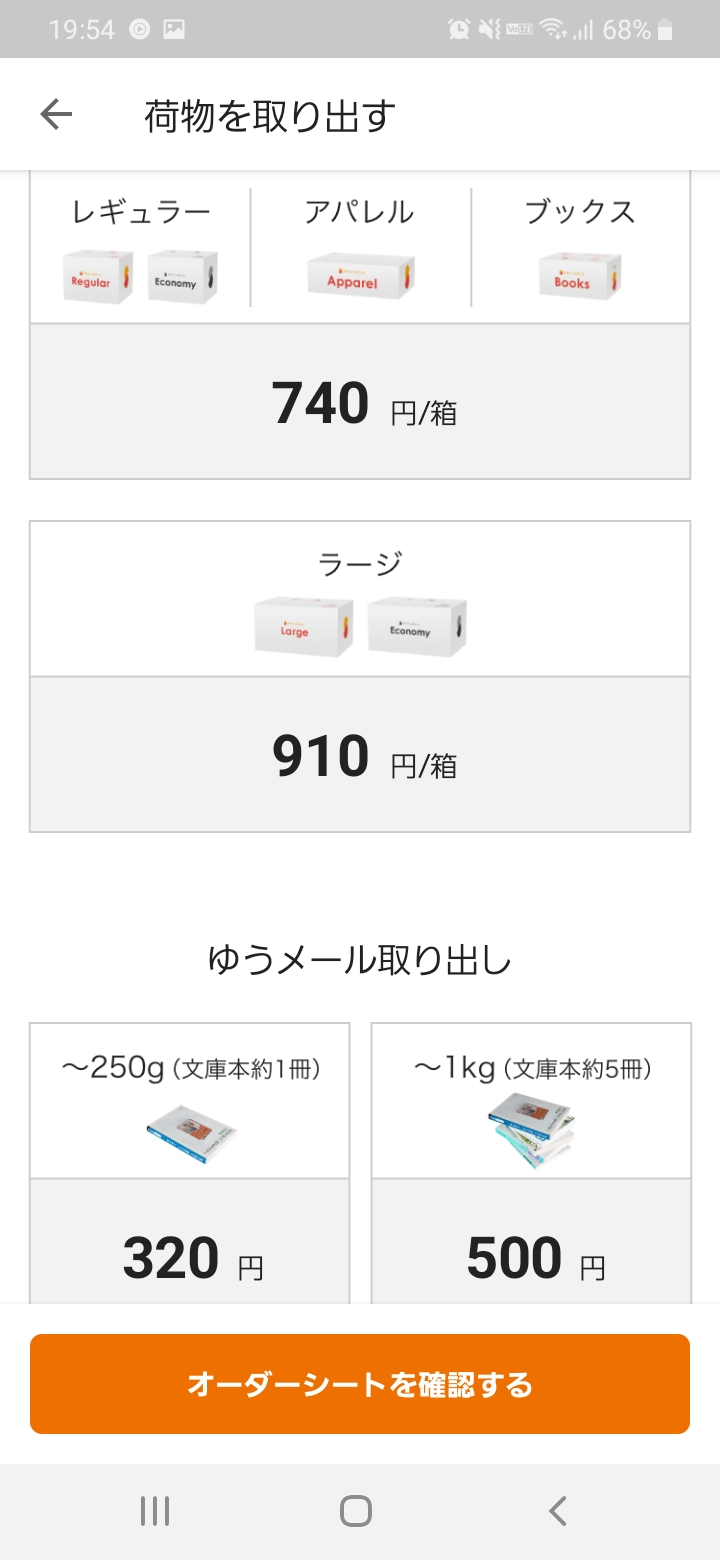 19:54
VoLTE
68%
荷物を取り出す
レギュラー
アパレル
ブックス
Regular
Economy
Apparel
Books
740 円/箱
ラージ
Large
Economy
910 円/箱
ゆうメール取り出し
〜250g(文庫本約1冊)
〜1kg(文庫本約5冊)
320 円
500 円
オーダーシートを確認する